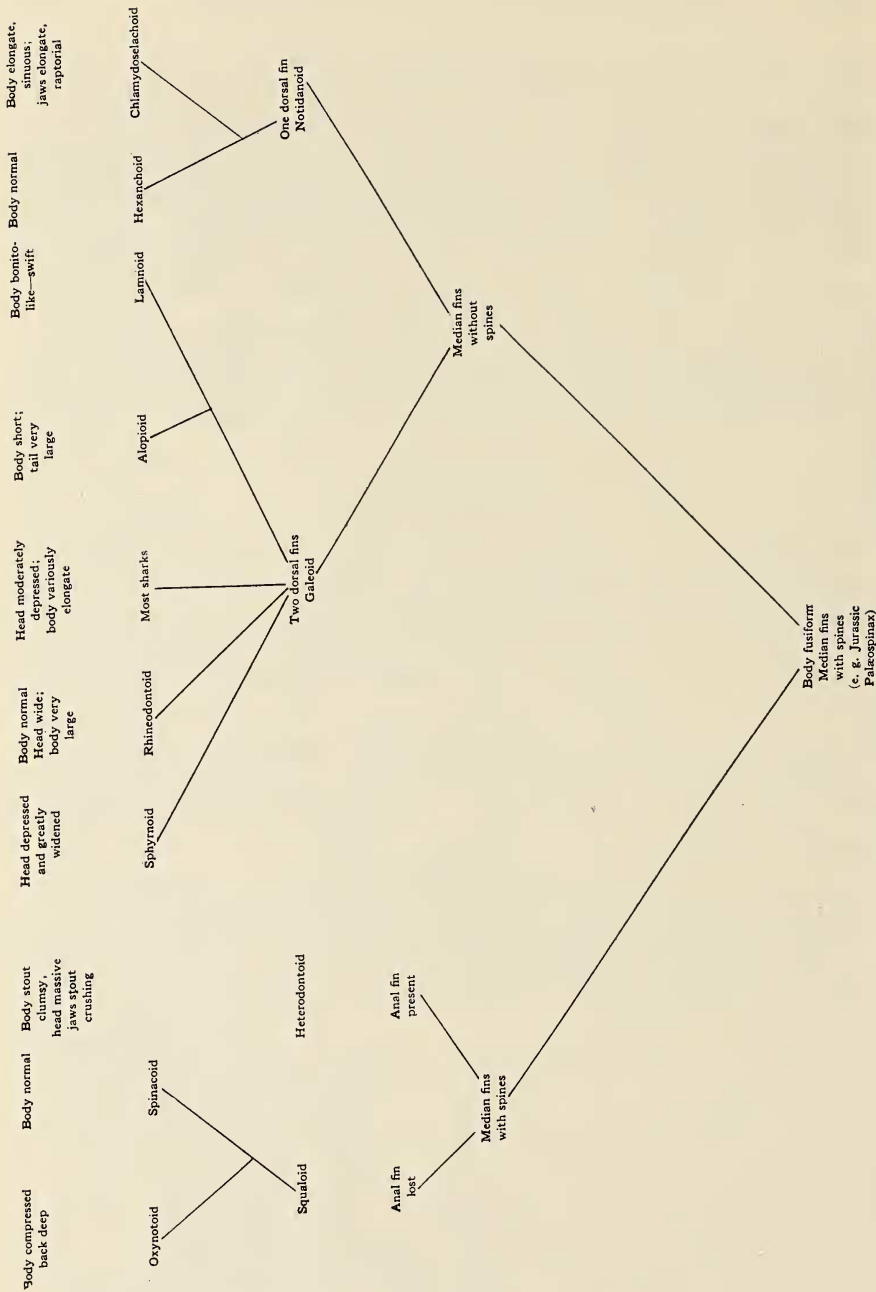 Body compressed
back deep
Body normal
Body stout
clumsy,
head massive
jaws stout
crushing
Head depressed
and greatly
widened
Body normal
Head wide;
body very
large
Head moderately
depressed;
body variously
elongate
Body short;
tail very
large
Body bonito-
like—swift
Body normal
Body elongate,
sinuous;
jaws elongate,
raptorial
Oxynotoid
Spinacoid
Sphyrnoid
Rhineodontoid
Most sharks
Alopioid
Lamnoid
Hexanchoid
Chlamydoselachoid
Squaloid
Heterodontoid
Two dorsal fins
Galeoid
One dorsal fin
Notidanoid
Anal fin
lost
Anal fin
present
Median fins
with spines
Median fins
without
spines
Body fusiform
Median fins
with spines
(e. g. Jurassic
Palæospinax)